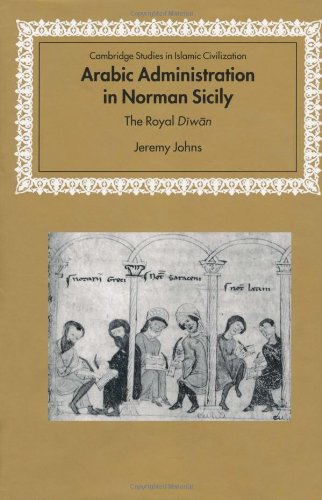 Cambridge Studies in Islamic Civilization
Arabic Administration
in Norman Sicily
The Royal Dīwān
Jeremy Johns
notarii Greci
not̄ saraceni
not̄ latini